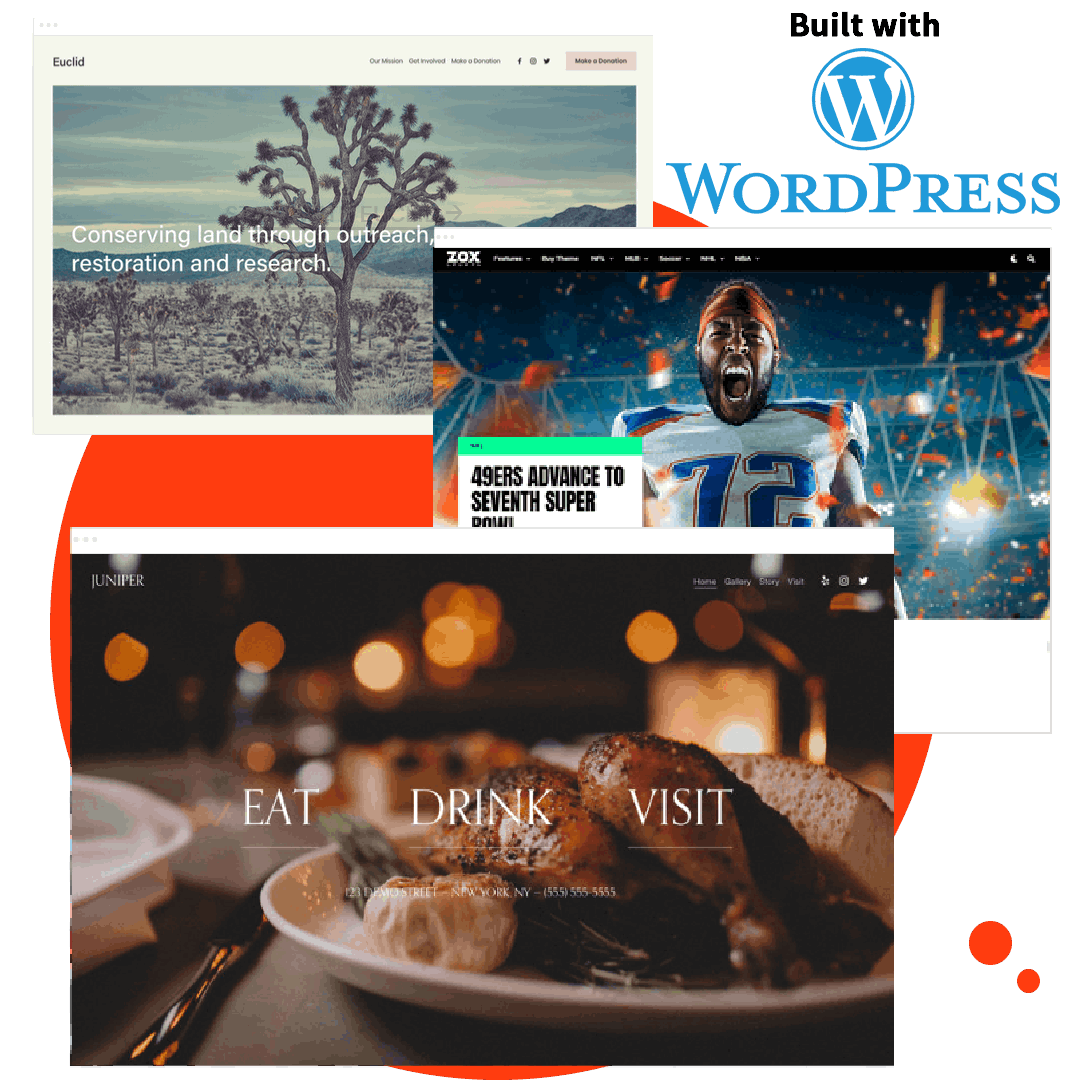 Built with
WORDPRESS
Euclid
Our Mission Get Involved Make a Donation
Make a Donation
Conserving land through outreach,
restoration and research.
ZOX
Features Buy Theme NFL MLB Soccer NHL NBA
49ERS ADVANCE TO
SEVENTH SUPER
BOWL
JUNIPER
Home Gallery Story Visit
EAT DRINK VISIT
123 DEMO STREET – NEW YORK, NY – (555) 555-5555